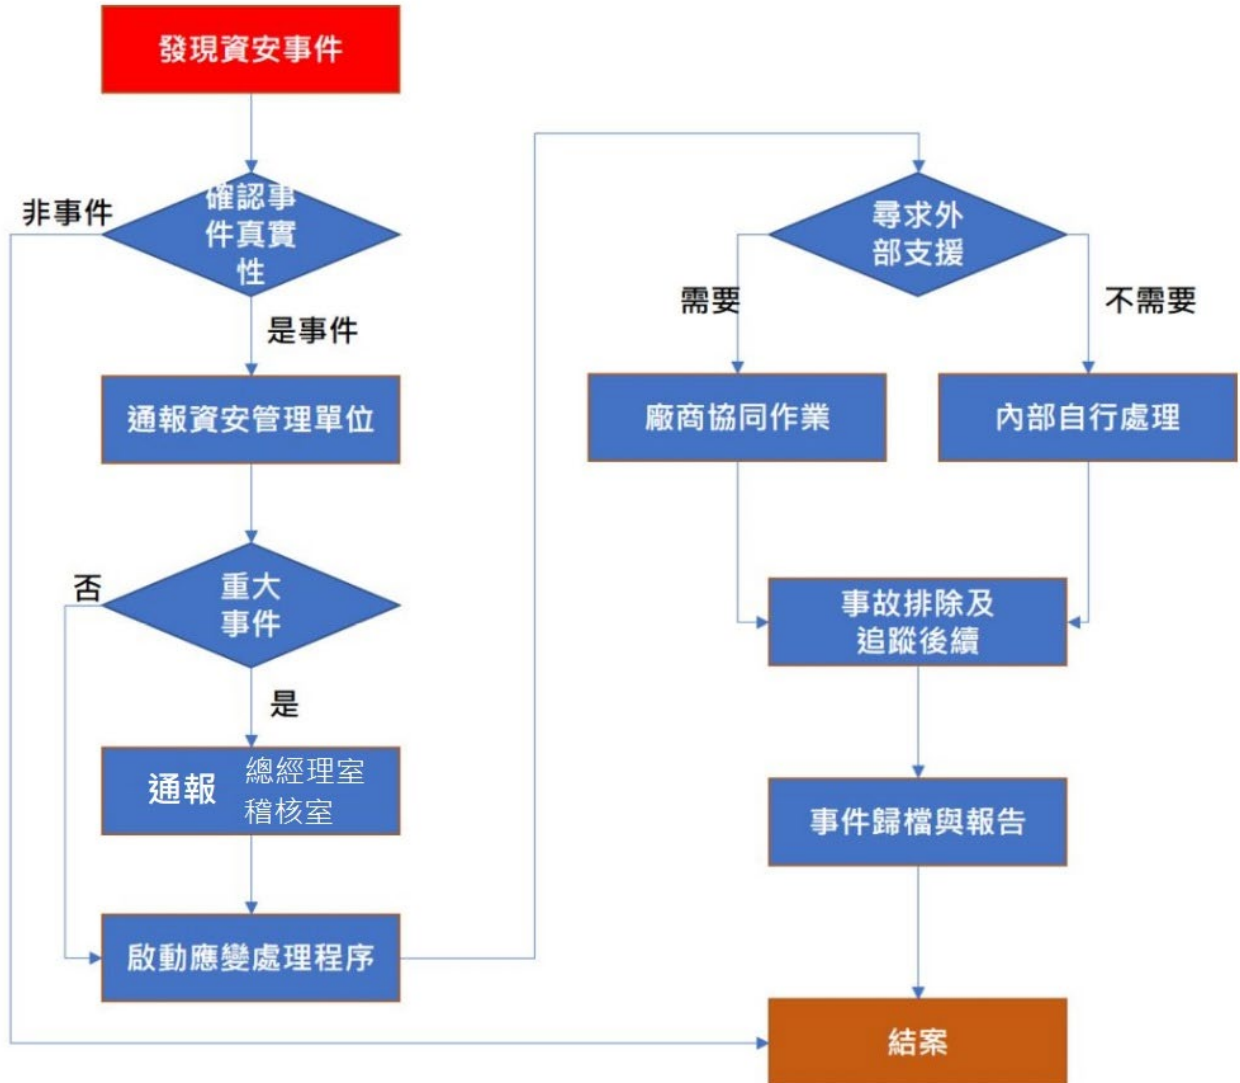 發現資安事件
確認事
件真實
性
非事件
是事件
通報資安管理單位
重大
事件
否
是
通報
總經理室
稽核室
啟動應變處理程序
尋求外
部支援
需要
不需要
廠商協同作業
內部自行處理
事故排除及
追蹤後續
事件歸檔與報告
結案